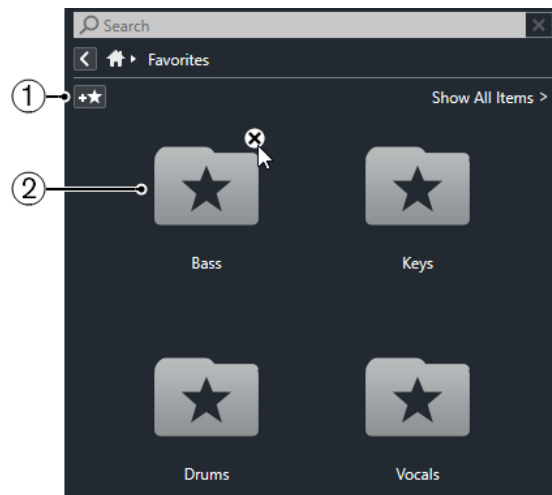 Search
Favorites
1
Show All Items >
2
Bass
Keys
Drums
Vocals